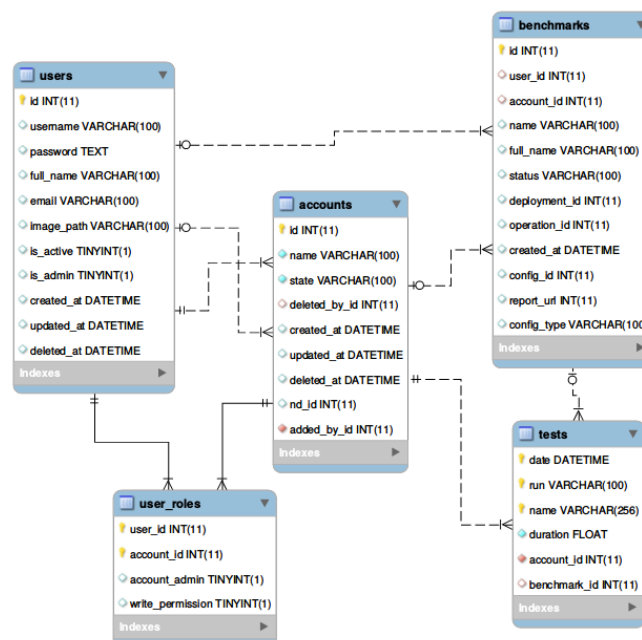 benchmarks
id INT(11)
user_id INT(11)
account_id INT(11)
name VARCHAR(100)
full_name VARCHAR(100)
status VARCHAR(100)
deployment_id INT(11)
operation_id INT(11)
created_at DATETIME
config_id INT(11)
report_url INT(11)
config_type VARCHAR(100
Indexes
users
id INT(11)
username VARCHAR(100)
password TEXT
full_name VARCHAR(100)
email VARCHAR(100)
image_path VARCHAR(100)
is_active TINYINT(1)
is_admin TINYINT(1)
created_at DATETIME
updated_at DATETIME
deleted_at DATETIME
Indexes
accounts
id INT(11)
name VARCHAR(100)
state VARCHAR(100)
deleted_by_id INT(11)
created_at DATETIME
updated_at DATETIME
deleted_at DATETIME
nd_id INT(11)
added_by_id INT(11)
Indexes
tests
date DATETIME
run VARCHAR(100)
name VARCHAR(256)
duration FLOAT
account_id INT(11)
benchmark_id INT(11)
Indexes
user_roles
user_id INT(11)
account_id INT(11)
account_admin TINYINT(1)
write_permission TINYINT(1)
Indexes